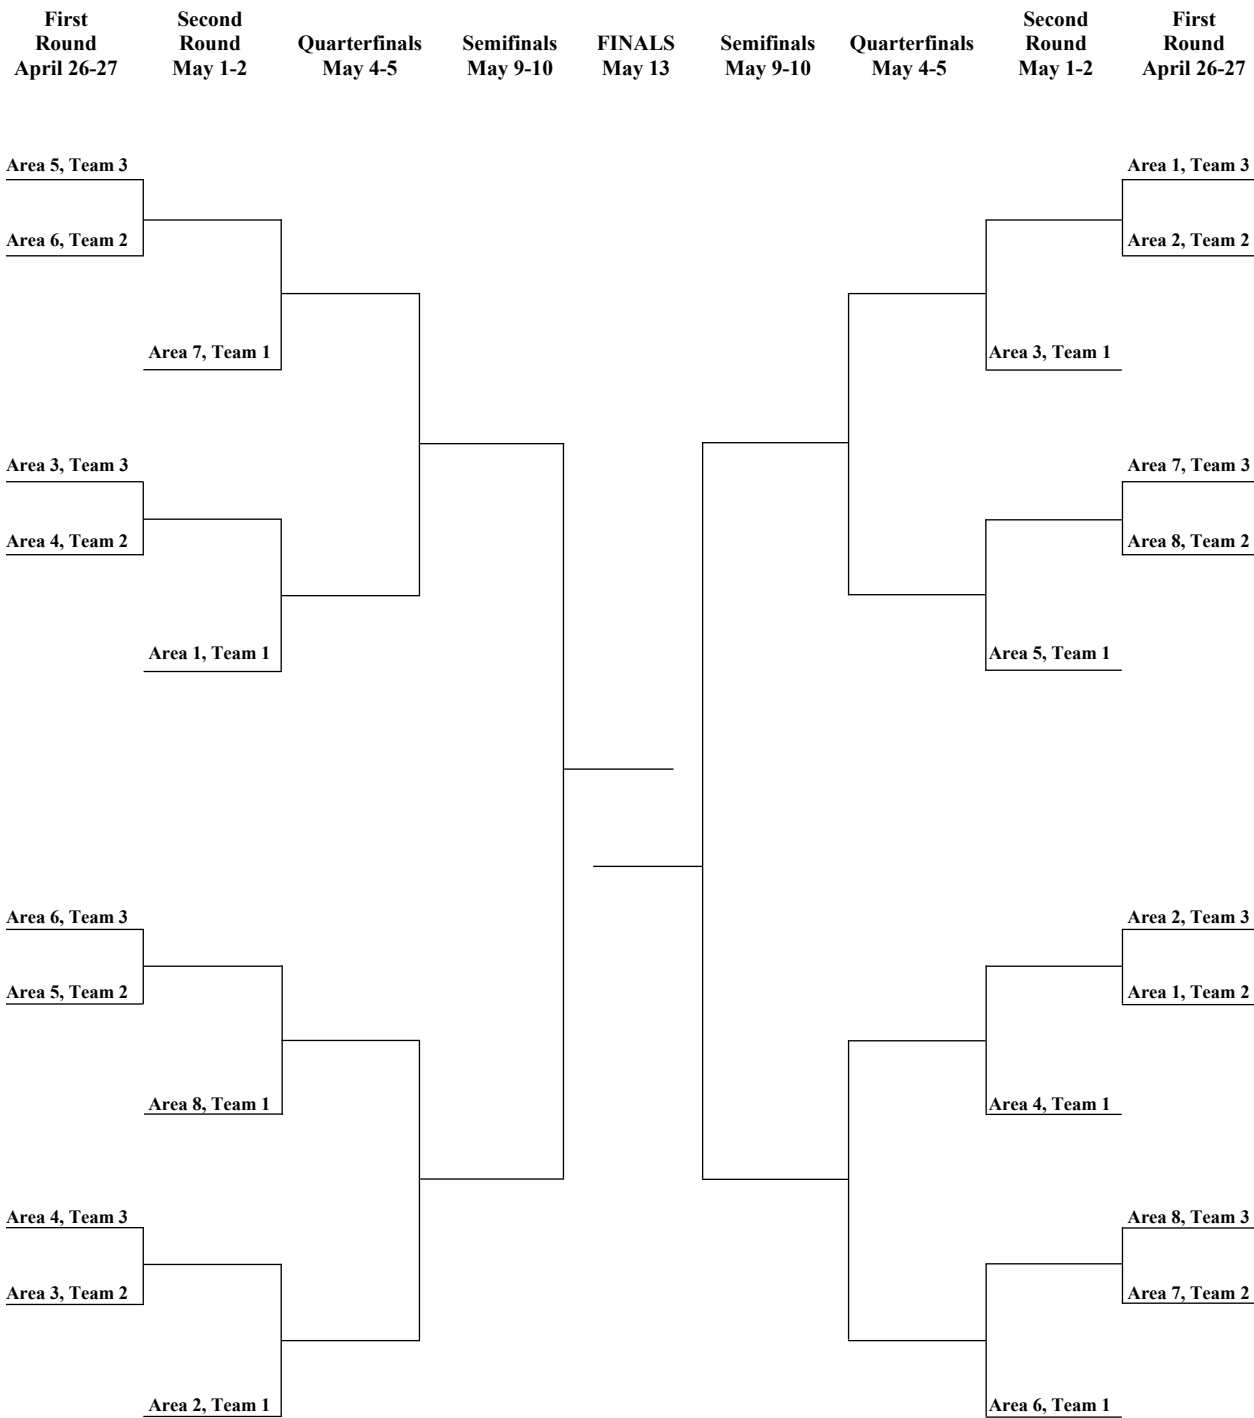 First
Round
April 26-27
Second
Round
May 1-2
Quarterfinals
May 4-5
Semifinals
May 9-10
FINALS
May 13
Semifinals
May 9-10
Quarterfinals
May 4-5
Second
Round
May 1-2
First
Round
April 26-27
Area 5, Team 3
Area 6, Team 2
Area 7, Team 1
Area 3, Team 3
Area 4, Team 2
Area 1, Team 1
Area 6, Team 3
Area 5, Team 2
Area 8, Team 1
Area 4, Team 3
Area 3, Team 2
Area 2, Team 1
Area 1, Team 3
Area 2, Team 2
Area 3, Team 1
Area 7, Team 3
Area 8, Team 2
Area 5, Team 1
Area 2, Team 3
Area 1, Team 2
Area 4, Team 1
Area 8, Team 3
Area 7, Team 2
Area 6, Team 1